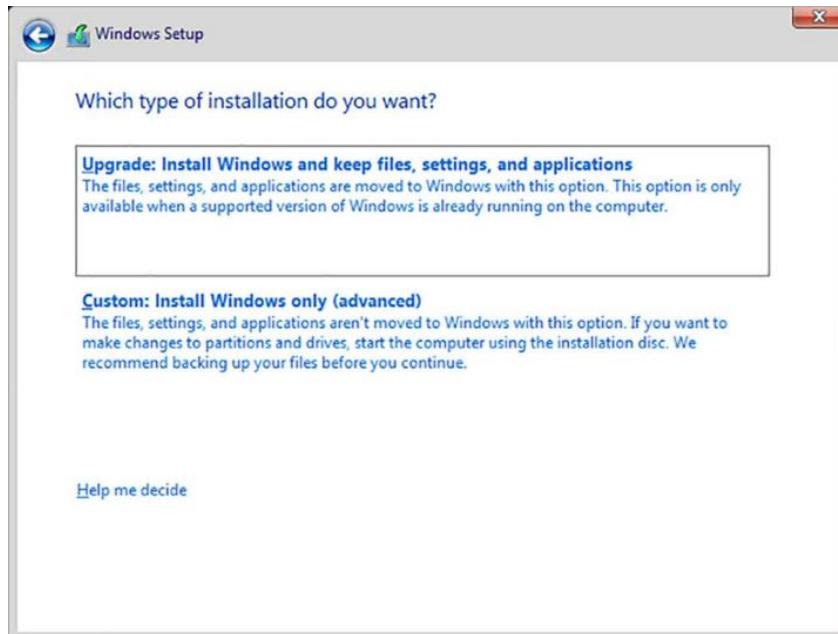 Windows Setup
Which type of installation do you want?
Upgrade: Install Windows and keep files, settings, and applications
The files, settings, and applications are moved to Windows with this option. This option is only
available when a supported version of Windows is already running on the computer.
Custom: Install Windows only (advanced)
The files, settings, and applications aren't moved to Windows with this option. If you want to
make changes to partitions and drives, start the computer using the installation disc. We
recommend backing up your files before you continue.
Help me decide